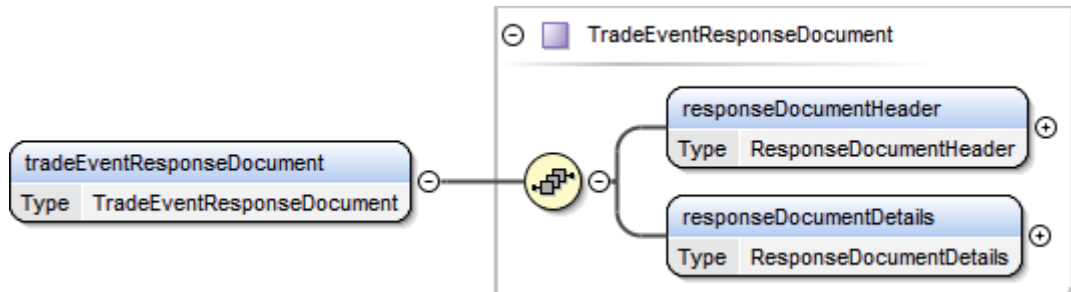 TradeEventResponseDocument
responseDocumentHeader
Type ResponseDocumentHeader
tradeEventResponseDocument
Type TradeEventResponseDocument
responseDocumentDetails
Type ResponseDocumentDetails